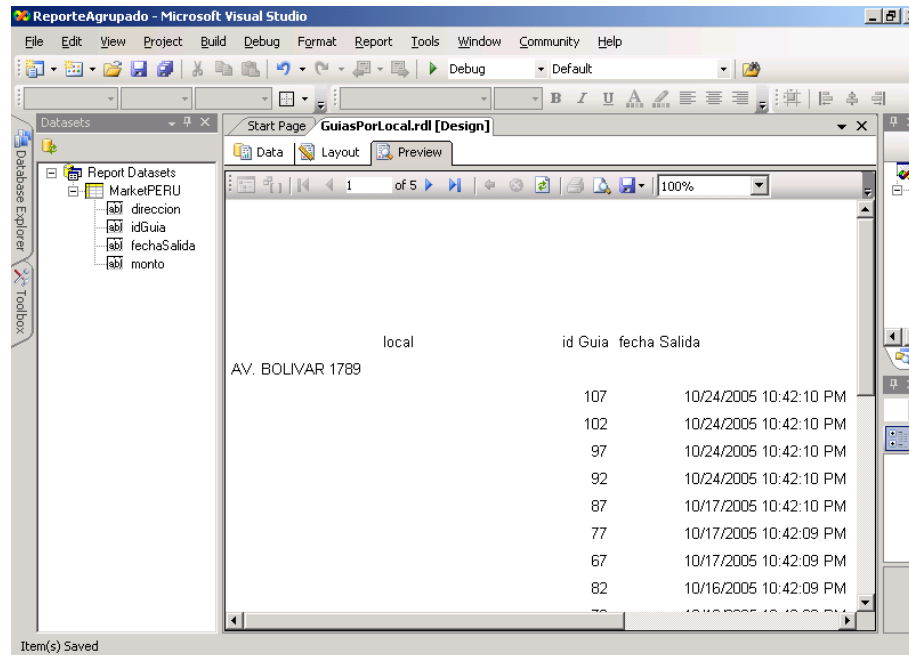 ReporteAgrupado - Microsoft Visual Studio
File Edit View Project Build Debug Format Report Tools Window Community Help
Debug Default
B I U A
Datasets
Start Page GuiasPorLocal.rdl [Design]
Data Layout Preview
1 of 5 100%
Database Explorer
Toolbox
Report Datasets
MarketPERU
direccion
idGuia
fechaSalida
monto
local id Guia fecha Salida
AV. BOLIVAR 1789
107 10/24/2005 10:42:10 PM
102 10/24/2005 10:42:10 PM
97 10/24/2005 10:42:10 PM
92 10/24/2005 10:42:10 PM
87 10/17/2005 10:42:10 PM
77 10/17/2005 10:42:09 PM
67 10/17/2005 10:42:09 PM
82 10/16/2005 10:42:09 PM
Item(s) Saved